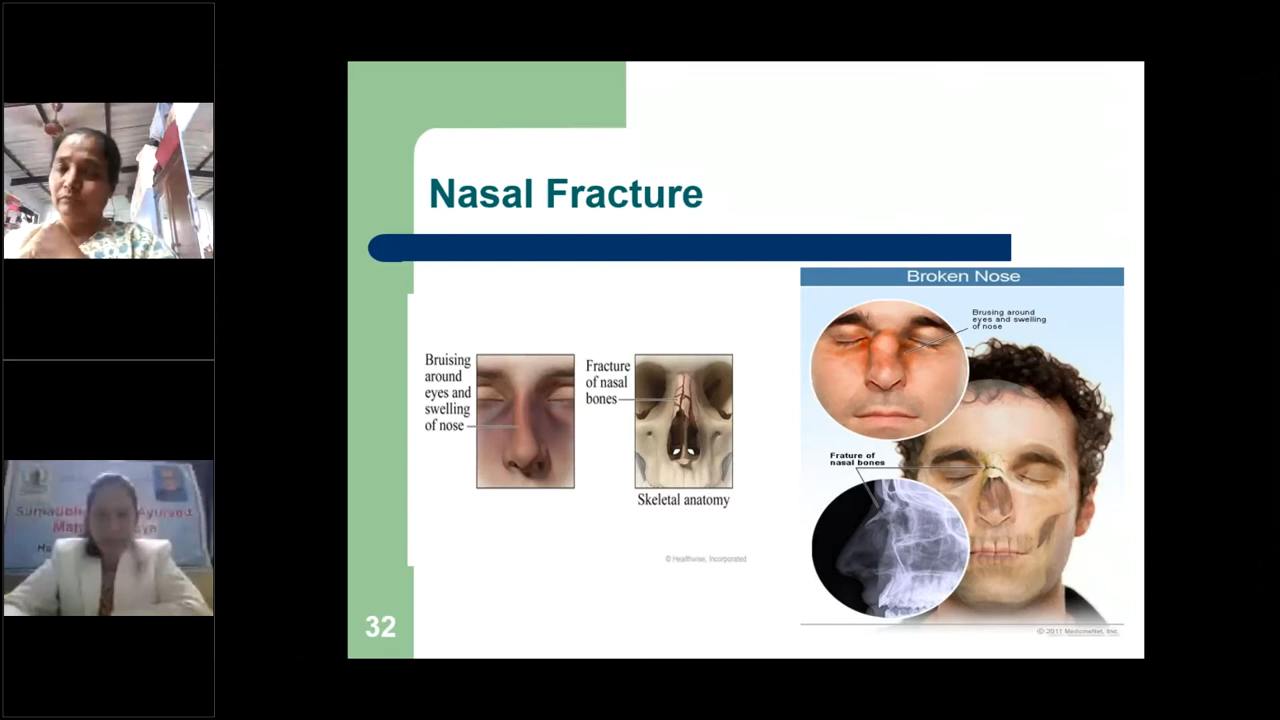 Nasal Fracture
Bruising
around
eyes and
swelling
of nose
Fracture
of nasal
bones
Skeletal anatomy
© Healthwise, Incorporated
Broken Nose
Brusing around
eyes and swelling
of nose
Frature of
nasal bones
© 2011 MedicineNet, Inc.
32